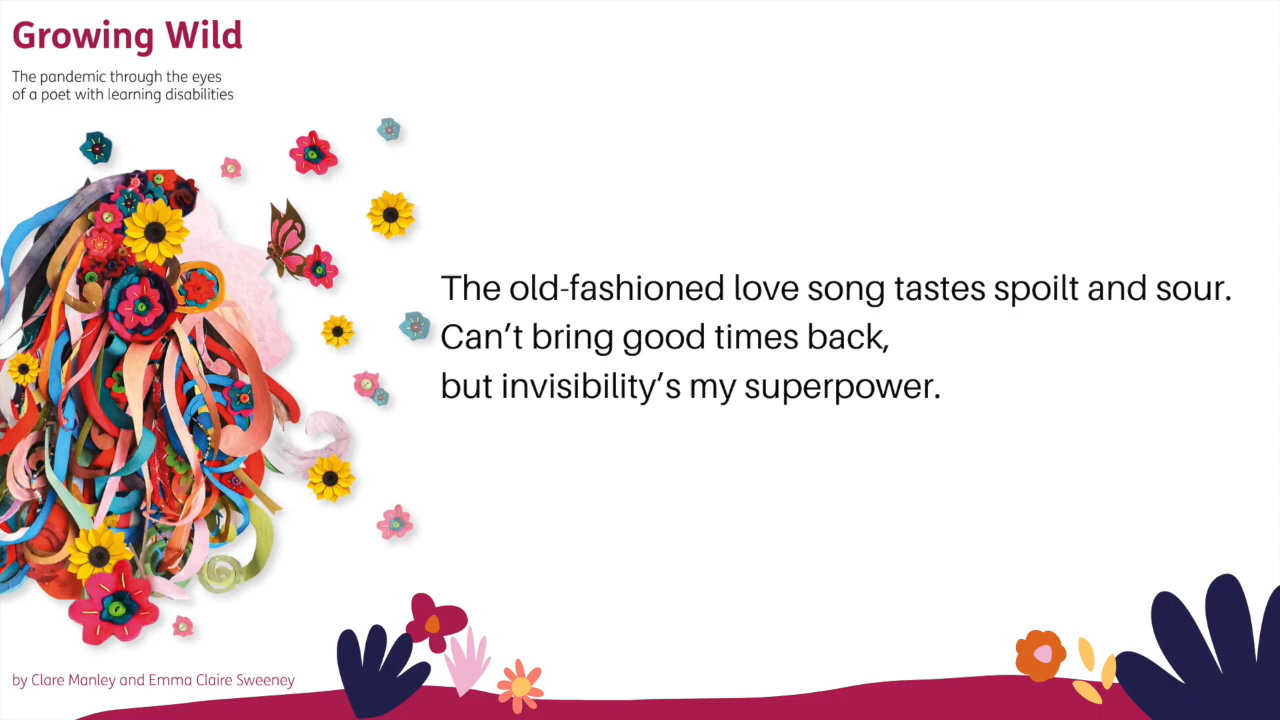 Growing Wild
The pandemic through the eyes
of a poet with learning disabilities
The old-fashioned love song tastes spoilt and sour.
Can’t bring good times back,
but invisibility’s my superpower.
by Clare Manley and Emma Claire Sweeney